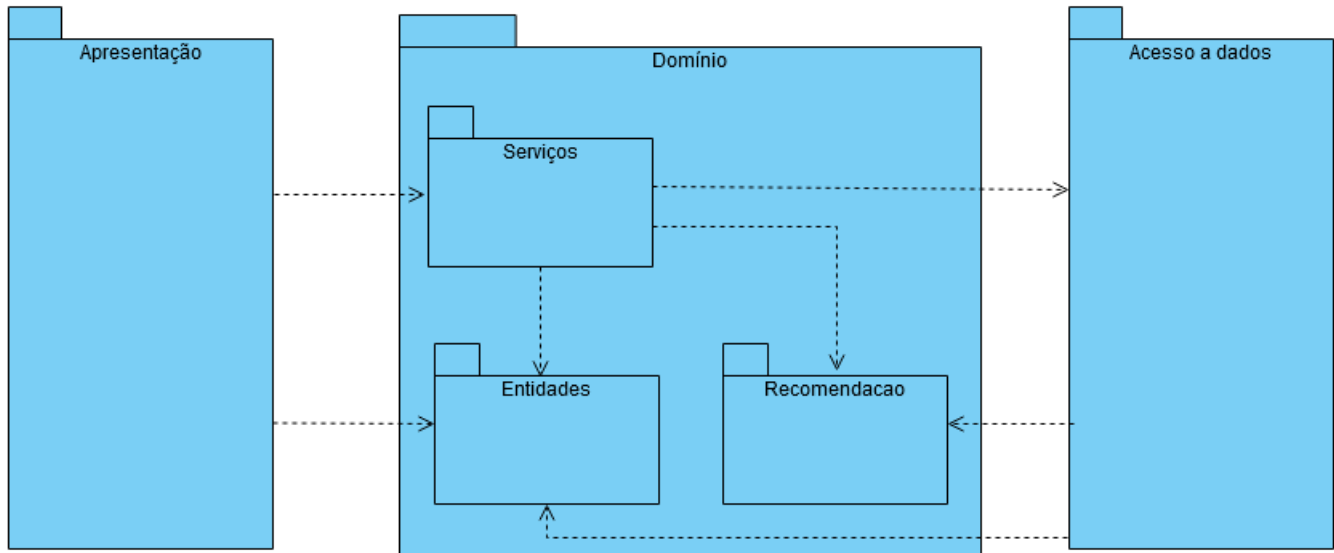 Apresentação
Domínio
Acesso a dados
Serviços
Entidades
Recomendacao